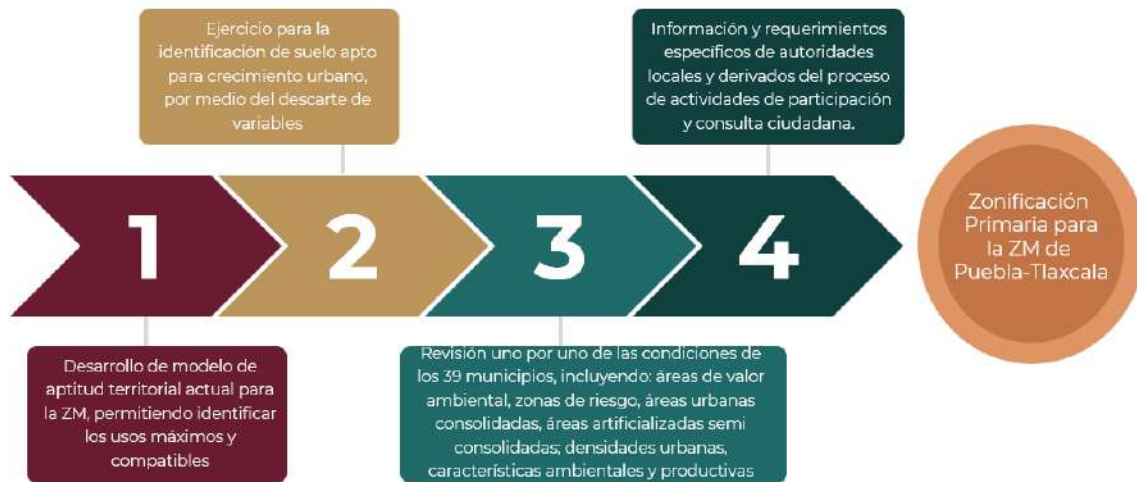 Ejercicio para la
identificación de suelo apto
para crecimiento urbano,
por medio del descarte de
variables
Información y requerimientos
específicos de autoridades
locales y derivados del proceso
de actividades de participación
y consulta ciudadana.
1
2
3
4
Zonificación
Primaria para
la ZM de
Puebla-Tlaxcala
Desarrollo de modelo de
aptitud territorial actual para
la ZM, permitiendo identificar
los usos máximos y
compatibles
Revisión uno por uno de las condiciones de
los 39 municipios, incluyendo: áreas de valor
ambiental, zonas de riesgo, áreas urbanas
consolidadas, áreas artificializadas semi
consolidadas; densidades urbanas,
características ambientales y productivas